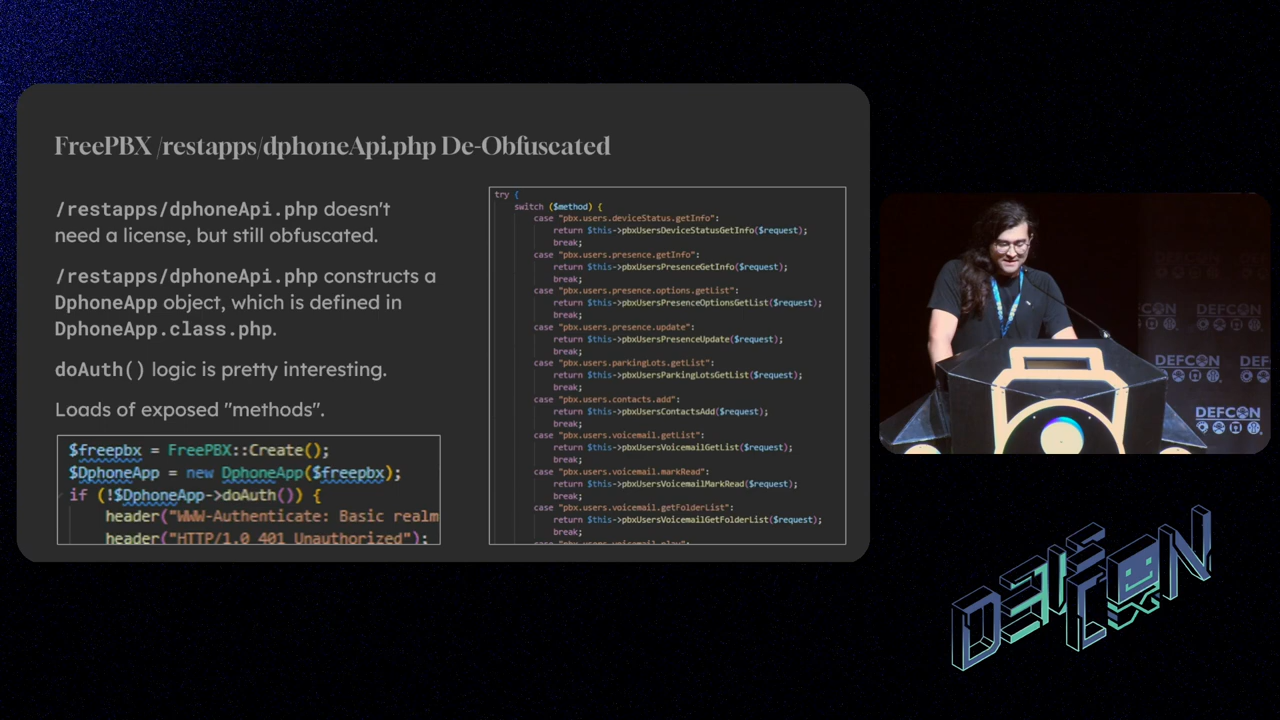 FreePBX /restapps/dphoneApi.php De-Obfuscated
/restapps/dphoneApi.php doesn't
need a license, but still obfuscated.
/restapps/dphoneApi.php constructs a
DphoneApp object, which is defined in
DphoneApp.class.php.
doAuth() logic is pretty interesting.
Loads of exposed "methods".
$freepbx = FreePBX::Create();
$DphoneApp = new DphoneApp($freepbx);
if (!$DphoneApp->doAuth()) {
header("WWW-Authenticate: Basic realm
header("HTTP/1.0 401 Unauthorized");
try {
switch ($method) {
case "pbx.users.deviceStatus.getInfo":
return $this->pbxUsersDeviceStatusGetInfo($request);
break;
case "pbx.users.presence.getInfo":
return $this->pbxUsersPresenceGetInfo($request);
break;
case "pbx.users.presence.options.getList":
return $this->pbxUsersPresenceOptionsGetList($request);
break;
case "pbx.users.presence.update":
return $this->pbxUsersPresenceUpdate($request);
break;
case "pbx.users.parkingLots.getList":
return $this->pbxUsersParkingLotsGetList($request);
break;
case "pbx.users.contacts.add":
return $this->pbxUsersContactsAdd($request);
break;
case "pbx.users.voicemail.getList":
return $this->pbxUsersVoicemailGetList($request);
break;
case "pbx.users.voicemail.markRead":
return $this->pbxUsersVoicemailMarkRead($request);
break;
case "pbx.users.voicemail.getFolderList":
return $this->pbxUsersVoicemailGetFolderList($request);
break;
DEFCON
DEFCON
DEFCON
DEFCON
DEF CON